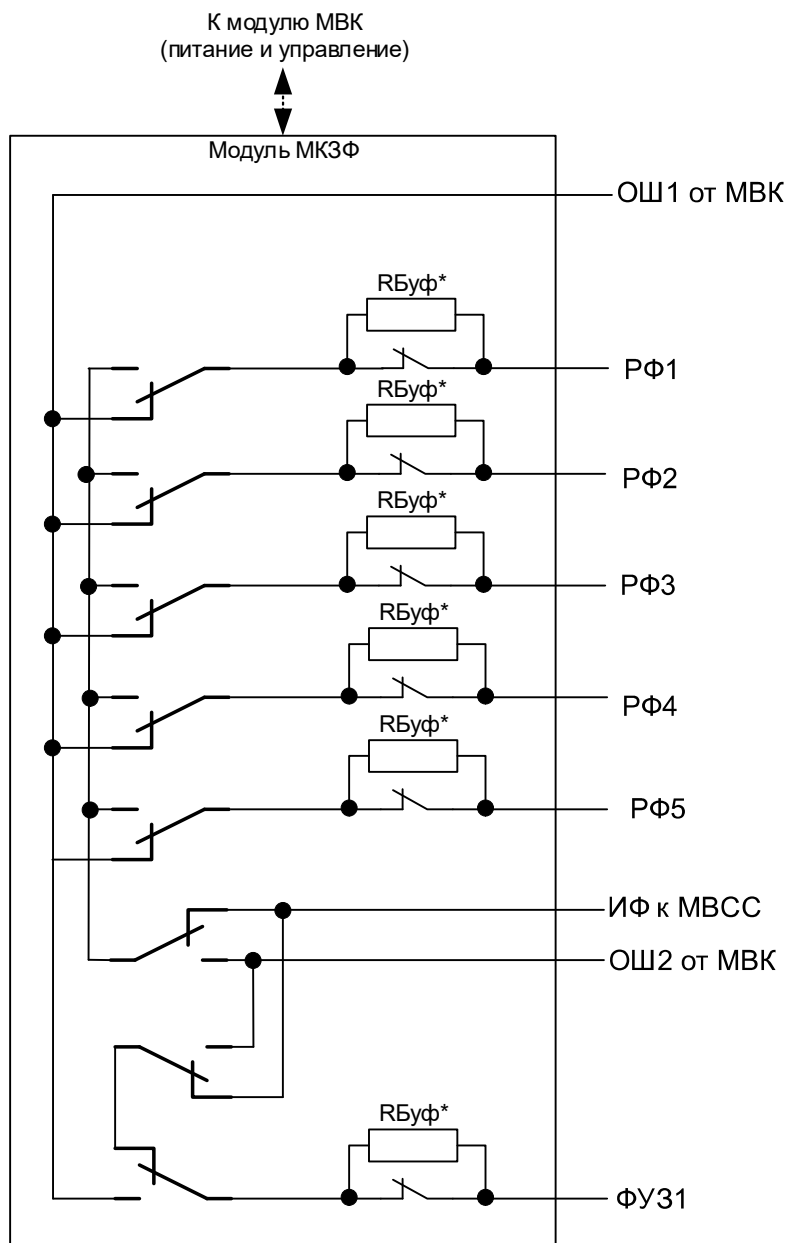 К модулю МВК
(питание и управление)
Модуль МКЗФ
ОШ1 от МВК
RБуф*
РФ1
RБуф*
РФ2
RБуф*
РФ3
RБуф*
РФ4
RБуф*
РФ5
ИФ к МВСС
ОШ2 от МВК
RБуф*
ФУЗ1